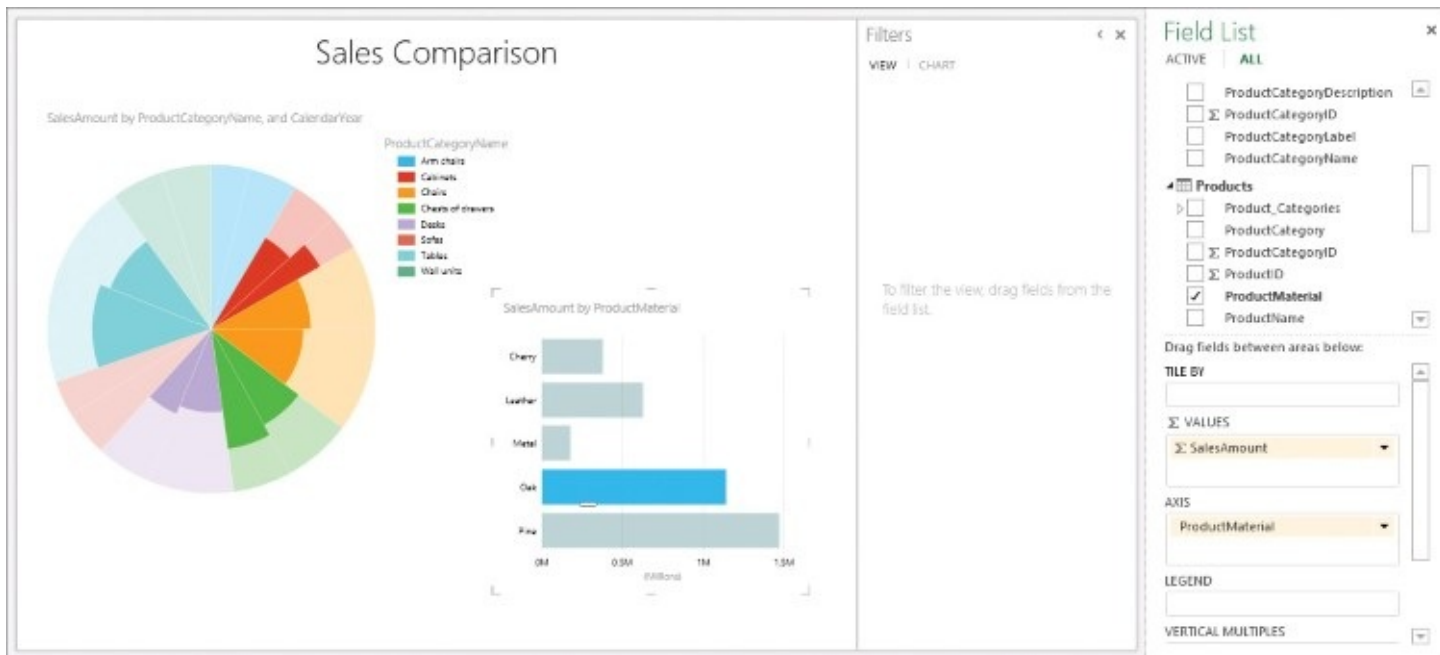 Sales Comparison
SalesAmount by ProductCategoryName, and CalendarYear
ProductCategoryName
Arm chairs
Cabinets
Chairs
Chests of drawers
Desks
Sofas
Tables
Wall units
SalesAmount by ProductMaterial
Cherry
Leather
Metal
Oak
Pine
0M 0.5M 1M 1.5M
(Millions)
Filters
VIEW CHART
To filter the view, drag fields from the
field list.
Field List
ACTIVE ALL
ProductCategoryDescription
Σ ProductCategoryID
ProductCategoryLabel
ProductCategoryName
Products
Product_Categories
ProductCategory
Σ ProductCategoryID
Σ ProductID
ProductMaterial
ProductName
Drag fields between areas below:
TILE BY
Σ VALUES
Σ SalesAmount
AXIS
ProductMaterial
LEGEND
VERTICAL MULTIPLES